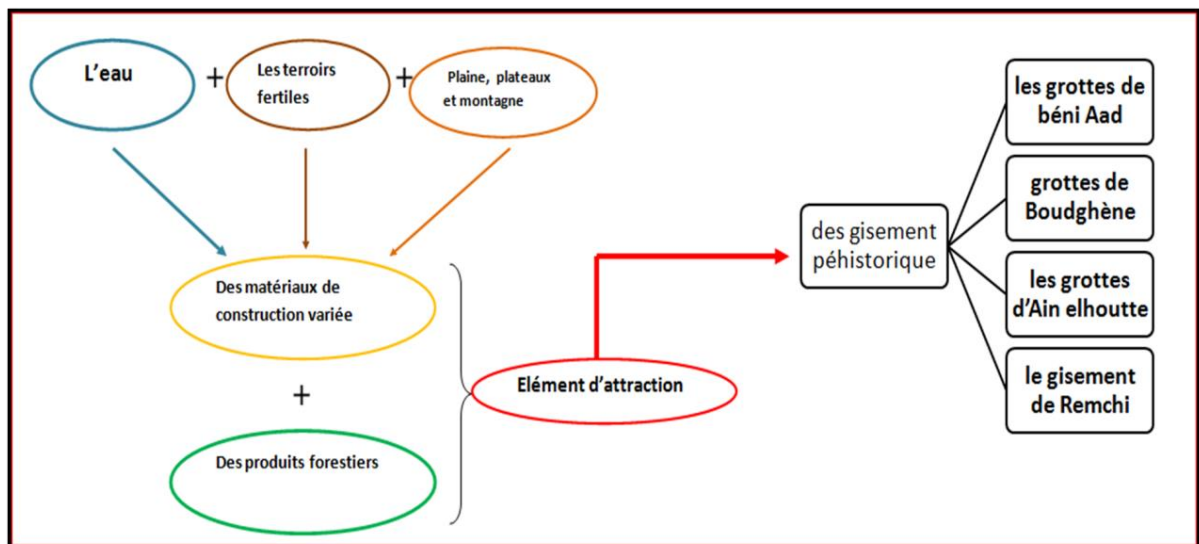 L'eau
+
Les terroirs
fertiles
+
Plaine, plateaux
et montagne
Des matériaux de
construction variée
+
Des produits forestiers
Elément d'attraction
des gisement
péhistorique
les grottes de
béni Aad
grottes de
Boudghène
les grottes
d'Ain elhoutte
le gisement
de Remchi